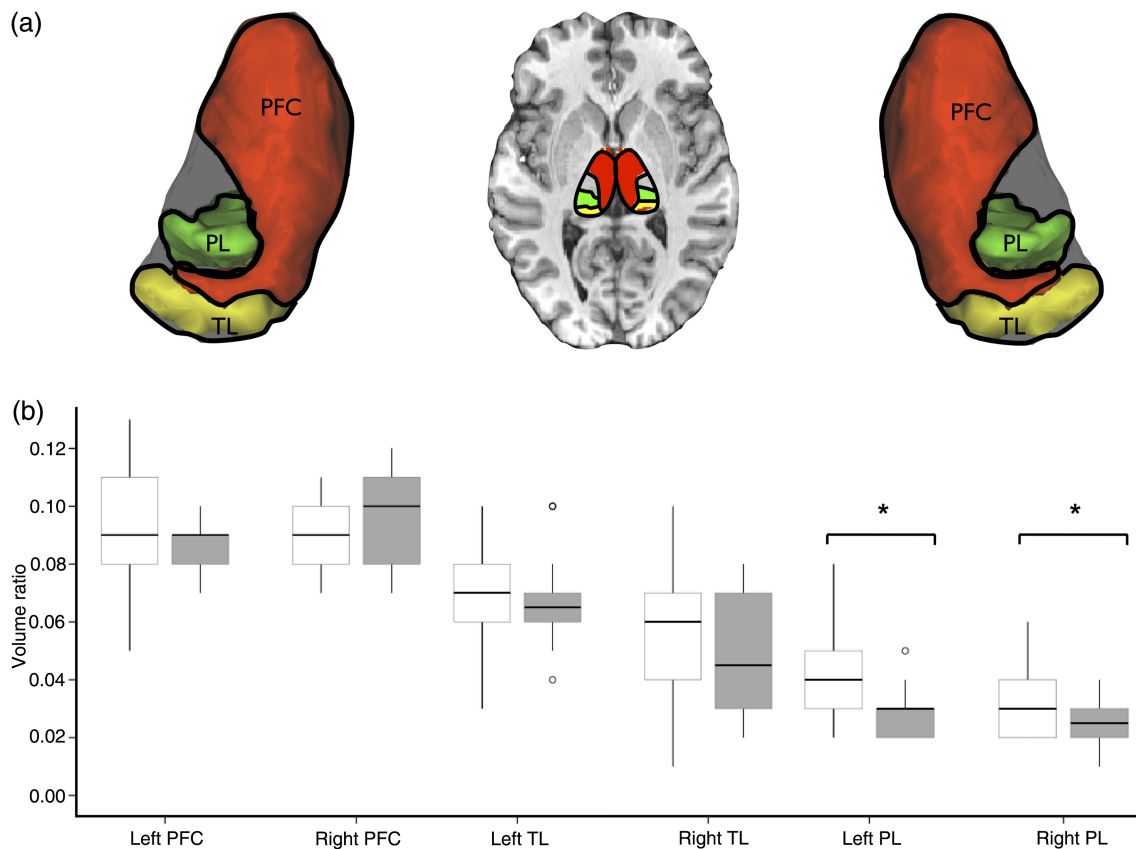 (a)
PFC
PFC
PL
PL
TL
TL
(b)
* *
Volume ratio
0.12
0.10
0.08
0.06
0.04
0.02
0.00
Left PFC Right PFC Left TL Right TL Left PL Right PL